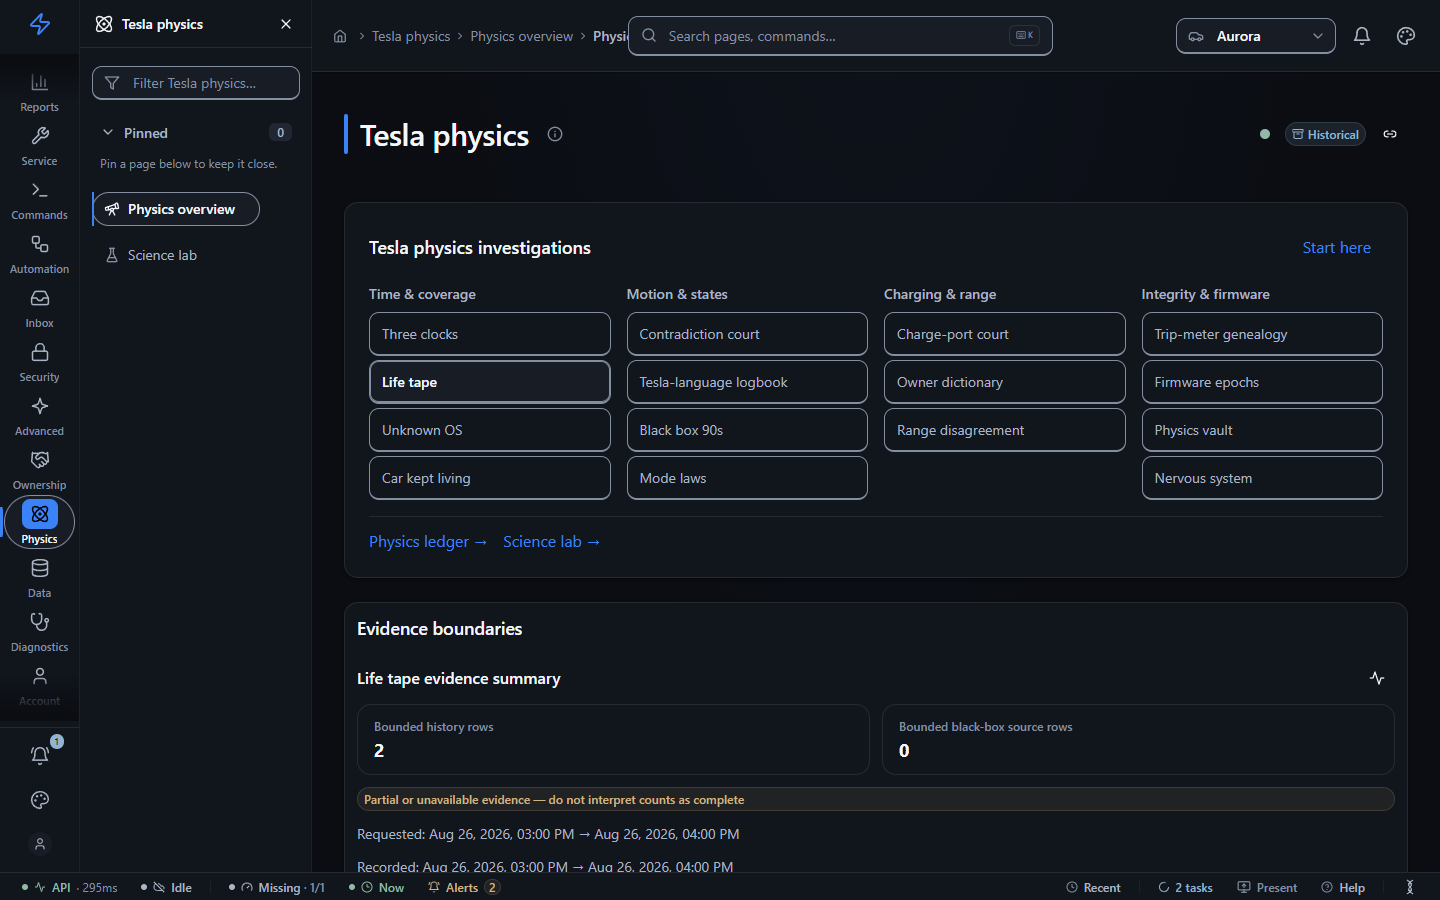 Tesla physics
Tesla physics
Physics overview
Search pages, commands...
K
Aurora
Reports
Service
Commands
Automation
Inbox
Security
Advanced
Ownership
Physics
Data
Diagnostics
Account
1
Filter Tesla physics...
Pinned
0
Pin a page below to keep it close.
Physics overview
Science lab
Tesla physics
Historical
Tesla physics investigations
Start here
Time & coverage
Motion & states
Charging & range
Integrity & firmware
Three clocks
Contradiction court
Charge-port court
Trip-meter genealogy
Life tape
Tesla-language logbook
Owner dictionary
Firmware epochs
Unknown OS
Black box 90s
Range disagreement
Physics vault
Car kept living
Mode laws
Nervous system
Physics ledger →
Science lab →
Evidence boundaries
Life tape evidence summary
Bounded history rows
2
Bounded black-box source rows
0
Partial or unavailable evidence — do not interpret counts as complete
Requested: Aug 26, 2026, 03:00 PM → Aug 26, 2026, 04:00 PM
Recorded: Aug 26, 2026, 03:00 PM → Aug 26, 2026, 04:00 PM
API · 295ms
Idle
Missing · 1/1
Now
Alerts 2
Recent
2 tasks
Present
Help